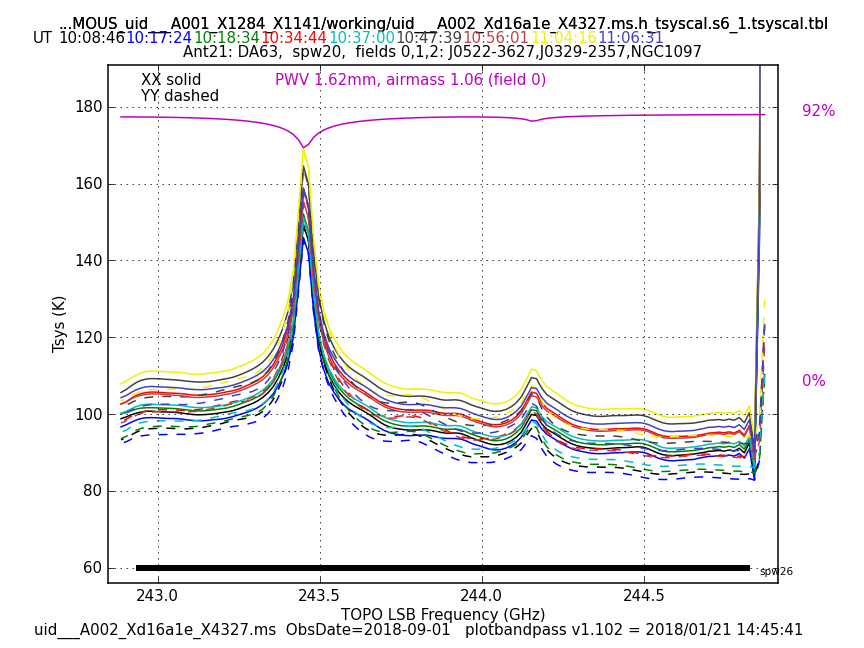 ...MOUS_uid___A001_X1284_X1141/working/uid___A002_Xd16a1e_X4327.ms.h_tsyscal.s6_1.tsyscal.tbl
UT 10:08:46 10:17:24 10:18:34 10:34:44 10:37:00 10:47:39 10:56:01 11:04:16 11:06:31
Ant21: DA63, spw20, fields 0,1,2: J0522-3627,J0329-2357,NGC1097
XX solid
PWV 1.62mm, airmass 1.06 (field 0)
YY dashed
92%
0%
180
160
140
120
100
80
60
Tsys (K)
spw26
243.0 243.5 244.0 244.5
TOPO LSB Frequency (GHz)
uid___A002_Xd16a1e_X4327.ms ObsDate=2018-09-01 plotbandpass v1.102 = 2018/01/21 14:45:41